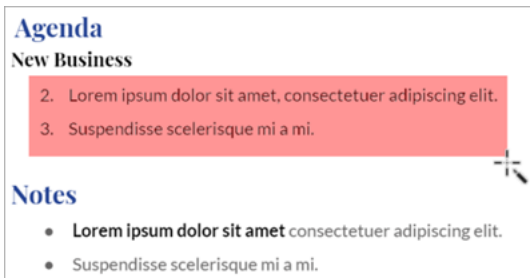 Agenda
New Business
2. Lorem ipsum dolor sit amet, consectetuer adipiscing elit.
3. Suspendisse scelerisque mi a mi.
Notes
● Lorem ipsum dolor sit amet consectetuer adipiscing elit.
● Suspendisse scelerisque mi a mi.